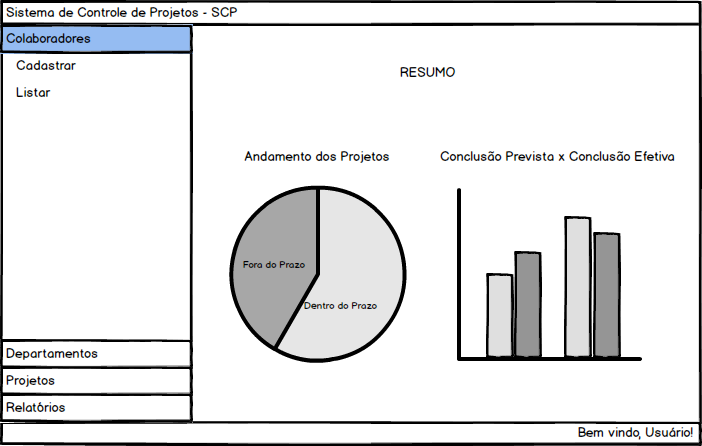 Sistema de Controle de Projetos - SCP
Colaboradores
Cadastrar
Listar
Departamentos
Projetos
Relatórios
RESUMO
Andamento dos Projetos
Fora do Prazo
Dentro do Prazo
Conclusão Prevista x Conclusão Efetiva
Bem vindo, Usuário!